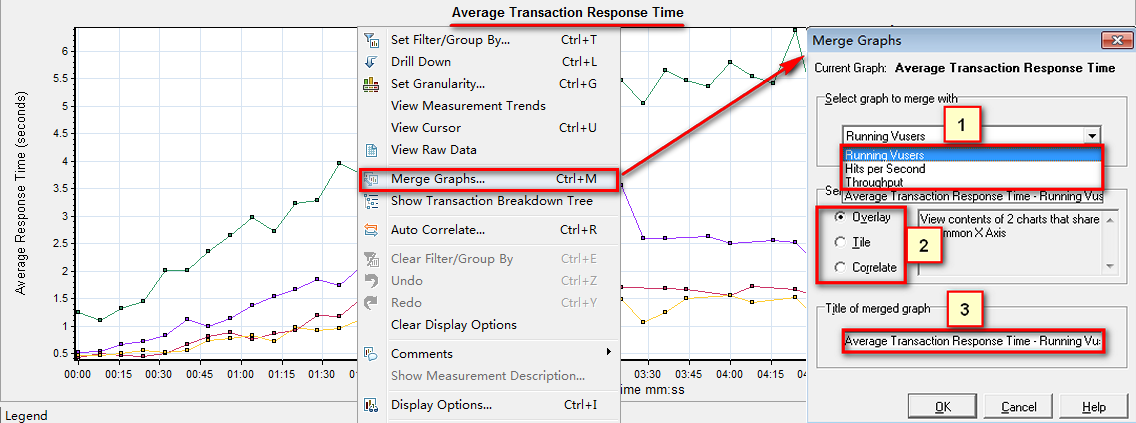 Average Transaction Response Time
Average Response Time (seconds)
6
5.5
5
4.5
4
3.5
3
2.5
2
1.5
1
0.5
00:00
00:15
00:30
00:45
01:00
01:15
01:30
03:30
03:45
04:00
04:15
ime mm:ss
Legend
Set Filter/Group By... Ctrl+T
Drill Down Ctrl+L
Set Granularity... Ctrl+G
View Measurement Trends
View Cursor Ctrl+U
View Raw Data
Merge Graphs... Ctrl+M
Show Transaction Breakdown Tree
Auto Correlate... Ctrl+R
Clear Filter/Group By Ctrl+E
Undo Ctrl+Z
Redo Ctrl+Y
Clear Display Options
Comments
Show Measurement Description...
Display Options... Ctrl+I
Merge Graphs
Current Graph: Average Transaction Response Time
Select graph to merge with
1
Running Vusers
Running Vusers
Hits per Second
Throughput
Se
Average Transaction Response Time - Running Vus
Overlay
Tile
Correlate
2
View contents of 2 charts that share
mmon X Axis
Title of merged graph
3
Average Transaction Response Time - Running Vu
OK Cancel Help